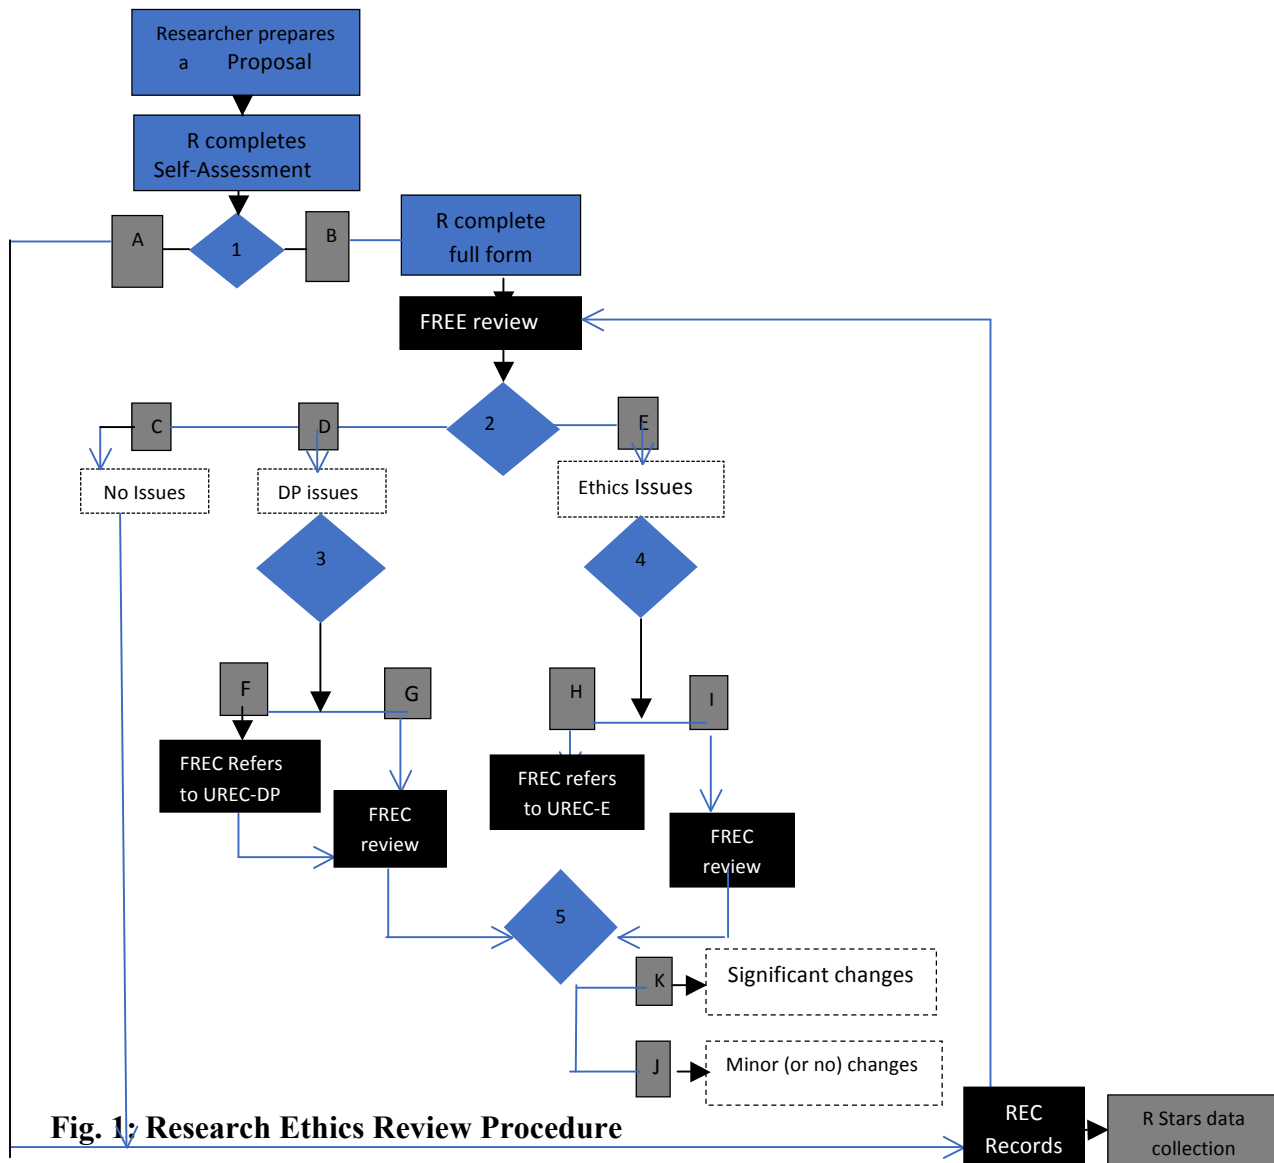 Researcher prepares
a Proposal
R completes
Self-Assessment
A
1
B
R complete
full form
FREE review
2
C
D
E
No Issues
DP issues
Ethics Issues
3
4
F
G
H
I
FREC Refers
to UREC-DP
FREC
review
FREC refers
to UREC-E
FREC
review
5
K
Significant changes
J
Minor (or no) changes
Fig. 1: Research Ethics Review Procedure
REC
Records
R Stars data
collection